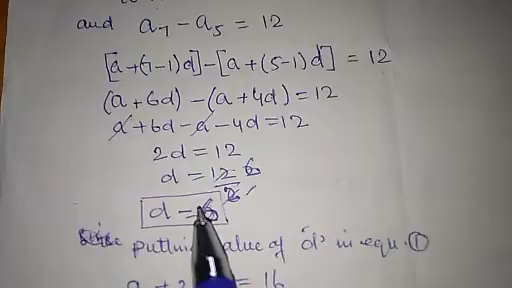 and a₇ - a₅ = 12
[a+(7-1)d]-[a+(5-1)d] = 12
(a+6d) - (a+4d) = 12
a+6d-a-4d=12
2d = 12
d = 12/2 6
d = 6
putting value of 'd' in equ. ①
= 16